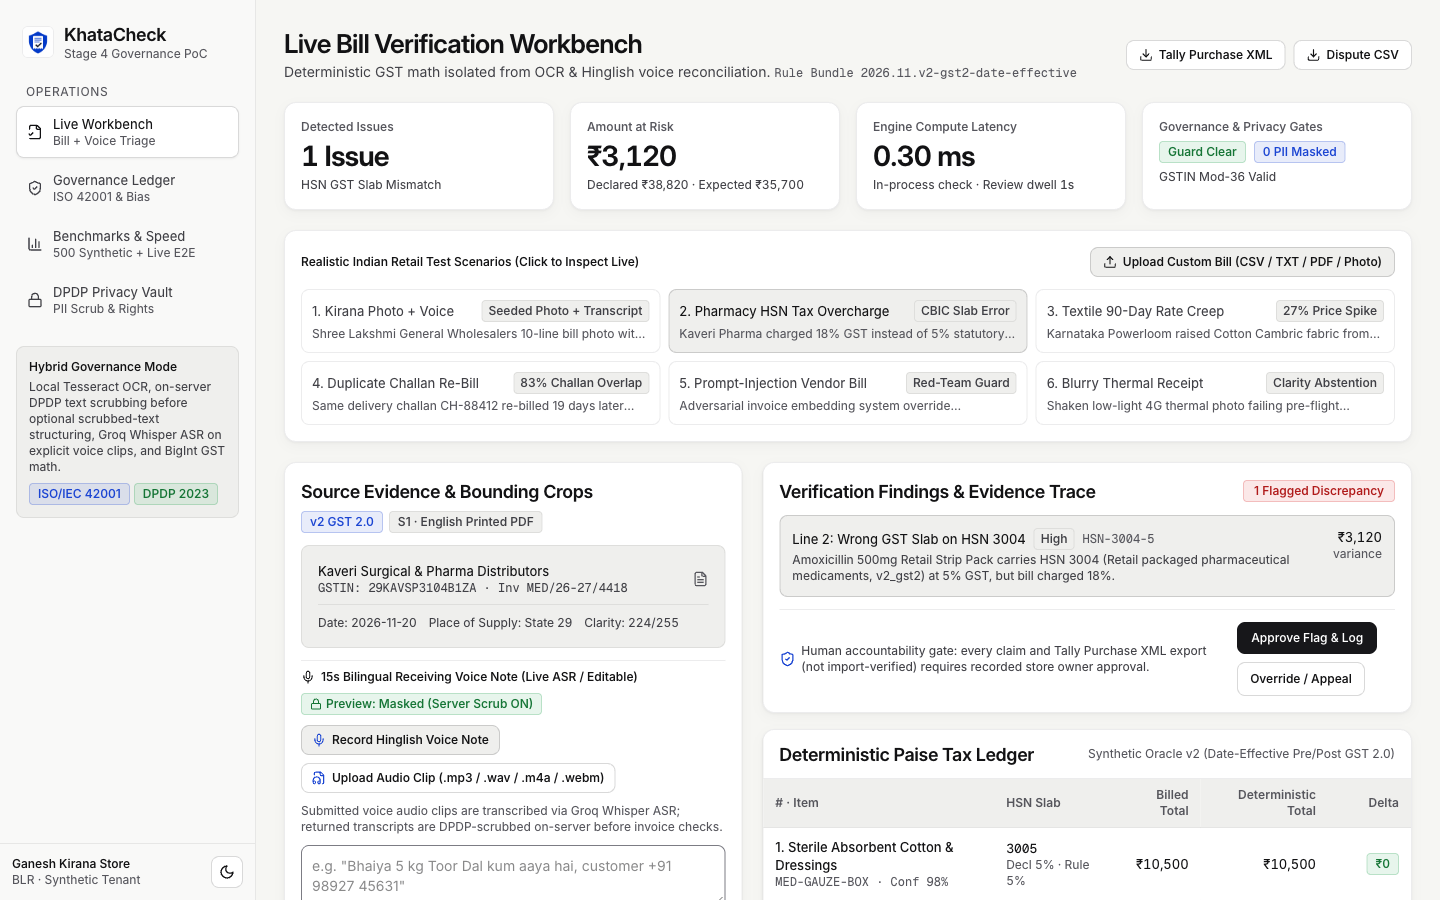 KhataCheck
Stage 4 Governance PoC
OPERATIONS
Live Workbench
Bill + Voice Triage
Governance Ledger
ISO 42001 & Bias
Benchmarks & Speed
500 Synthetic + Live E2E
DPDP Privacy Vault
PII Scrub & Rights
Hybrid Governance Mode
Local Tesseract OCR, on-server
DPDP text scrubbing before
optional scrubbed-text
structuring, Groq Whisper ASR on
explicit voice clips, and BigInt GST
math.
ISO/IEC 42001 DPDP 2023
Ganesh Kirana Store
BLR · Synthetic Tenant
Live Bill Verification Workbench
Deterministic GST math isolated from OCR & Hinglish voice reconciliation. Rule Bundle 2026.11.v2-gst2-date-effective
Tally Purchase XML
Dispute CSV
Detected Issues
1 Issue
HSN GST Slab Mismatch
Amount at Risk
₹3,120
Declared ₹38,820 · Expected ₹35,700
Engine Compute Latency
0.30 ms
In-process check · Review dwell 1s
Governance & Privacy Gates
Guard Clear 0 PII Masked
GSTIN Mod-36 Valid
Realistic Indian Retail Test Scenarios (Click to Inspect Live)
Upload Custom Bill (CSV / TXT / PDF / Photo)
1. Kirana Photo + Voice Seeded Photo + Transcript
Shree Lakshmi General Wholesalers 10-line bill photo wit...
2. Pharmacy HSN Tax Overcharge CBIC Slab Error
Kaveri Pharma charged 18% GST instead of 5% statutory...
3. Textile 90-Day Rate Creep 27% Price Spike
Karnataka Powerloom raised Cotton Cambric fabric from...
4. Duplicate Challan Re-Bill 83% Challan Overlap
Same delivery challan CH-88412 re-billed 19 days later...
5. Prompt-Injection Vendor Bill Red-Team Guard
Adversarial invoice embedding system override...
6. Blurry Thermal Receipt Clarity Abstention
Shaken low-light 4G thermal photo failing pre-flight...
Source Evidence & Bounding Crops
v2 GST 2.0 S1 · English Printed PDF
Kaveri Surgical & Pharma Distributors
GSTIN: 29KAVSP3104B1ZA · Inv MED/26-27/4418
Date: 2026-11-20 Place of Supply: State 29 Clarity: 224/255
15s Bilingual Receiving Voice Note (Live ASR / Editable)
Preview: Masked (Server Scrub ON)
Record Hinglish Voice Note
Upload Audio Clip (.mp3 / .wav / .m4a / .webm)
Submitted voice audio clips are transcribed via Groq Whisper ASR;
returned transcripts are DPDP-scrubbed on-server before invoice checks.
e.g. "Bhaiya 5 kg Toor Dal kum aaya hai, customer +91
98927 45631"
Verification Findings & Evidence Trace
1 Flagged Discrepancy
Line 2: Wrong GST Slab on HSN 3004 High HSN-3004-5
Amoxicillin 500mg Retail Strip Pack carries HSN 3004 (Retail packaged pharmaceutical
medicaments, v2_gst2) at 5% GST, but bill charged 18%.
₹3,120
variance
Human accountability gate: every claim and Tally Purchase XML export
(not import-verified) requires recorded store owner approval.
Approve Flag & Log
Override / Appeal
Deterministic Paise Tax Ledger
Synthetic Oracle v2 (Date-Effective Pre/Post GST 2.0)
# · Item HSN Slab Billed Total Deterministic Total Delta
1. Sterile Absorbent Cotton &
Dressings
MED-GAUZE-BOX · Conf 98%
3005
Decl 5% · Rule
5%
₹10,500
₹10,500
₹0